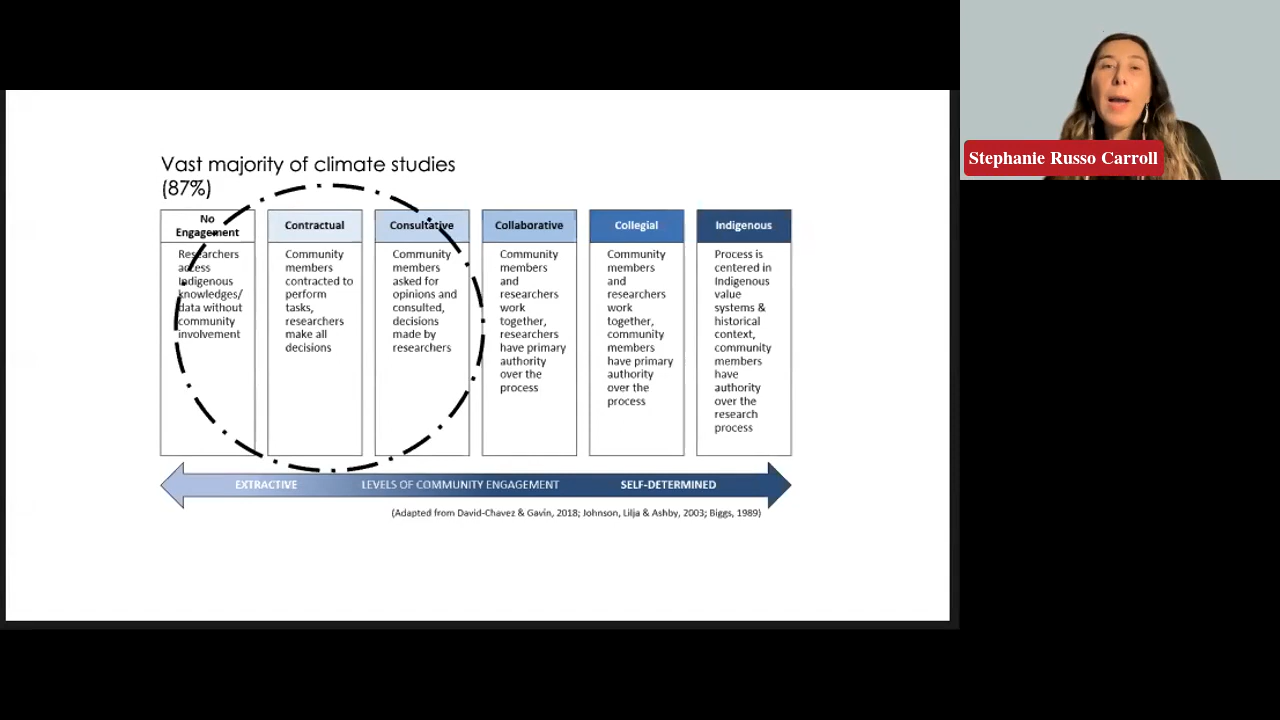 Vast majority of climate studies
(87%)
No
Engagement
Researchers
access
Indigenous
knowledges/
data without
community
involvement
Contractual
Community
members
contracted to
perform
tasks,
researchers
make all
decisions
Consultative
Community
members
asked for
opinions and
consulted,
decisions
made by
researchers
Collaborative
Community
members
and
researchers
work
together,
researchers
have primary
authority
over the
process
Collegial
Community
members
and
researchers
work
together,
community
members
have primary
authority
over the
process
Indigenous
Process is
centered in
Indigenous
value
systems &
historical
context,
community
members
have
authority
over the
research
process
EXTRACTIVE LEVELS OF COMMUNITY ENGAGEMENT SELF-DETERMINED
(Adapted from David-Chavez & Gavin, 2018; Johnson, Lilja & Ashby, 2003; Biggs, 1989)
Stephanie Russo Carroll